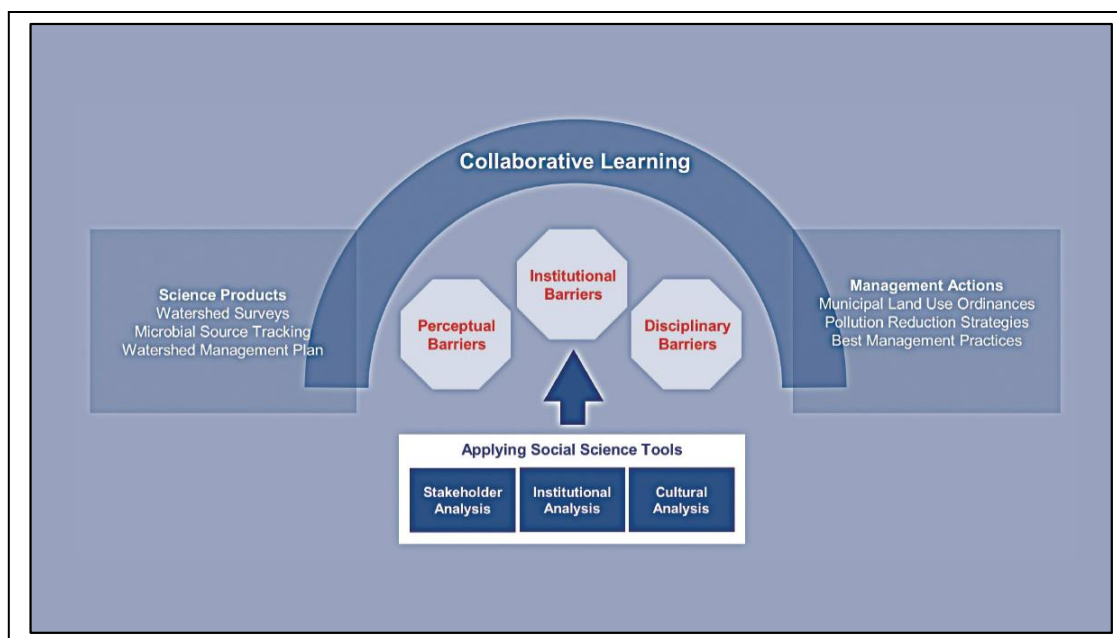 Collaborative Learning
Science Products
Watershed Surveys
Microbial Source Tracking
Watershed Management Plan
Perceptual
Barriers
Institutional
Barriers
Disciplinary
Barriers
Management Actions
Municipal Land Use Ordinances
Pollution Reduction Strategies
Best Management Practices
Applying Social Science Tools
Stakeholder
Analysis
Institutional
Analysis
Cultural
Analysis